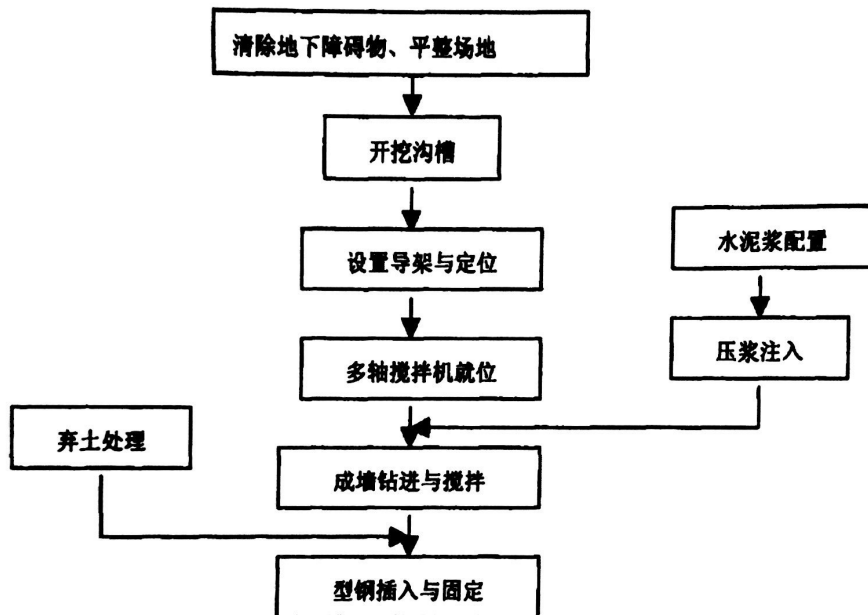 清除地下障碍物、平整场地
开挖沟槽
设置导架与定位
水泥浆配置
多轴搅拌机就位
压浆注入
弃土处理
成墙钻进与搅拌
型钢插入与固定